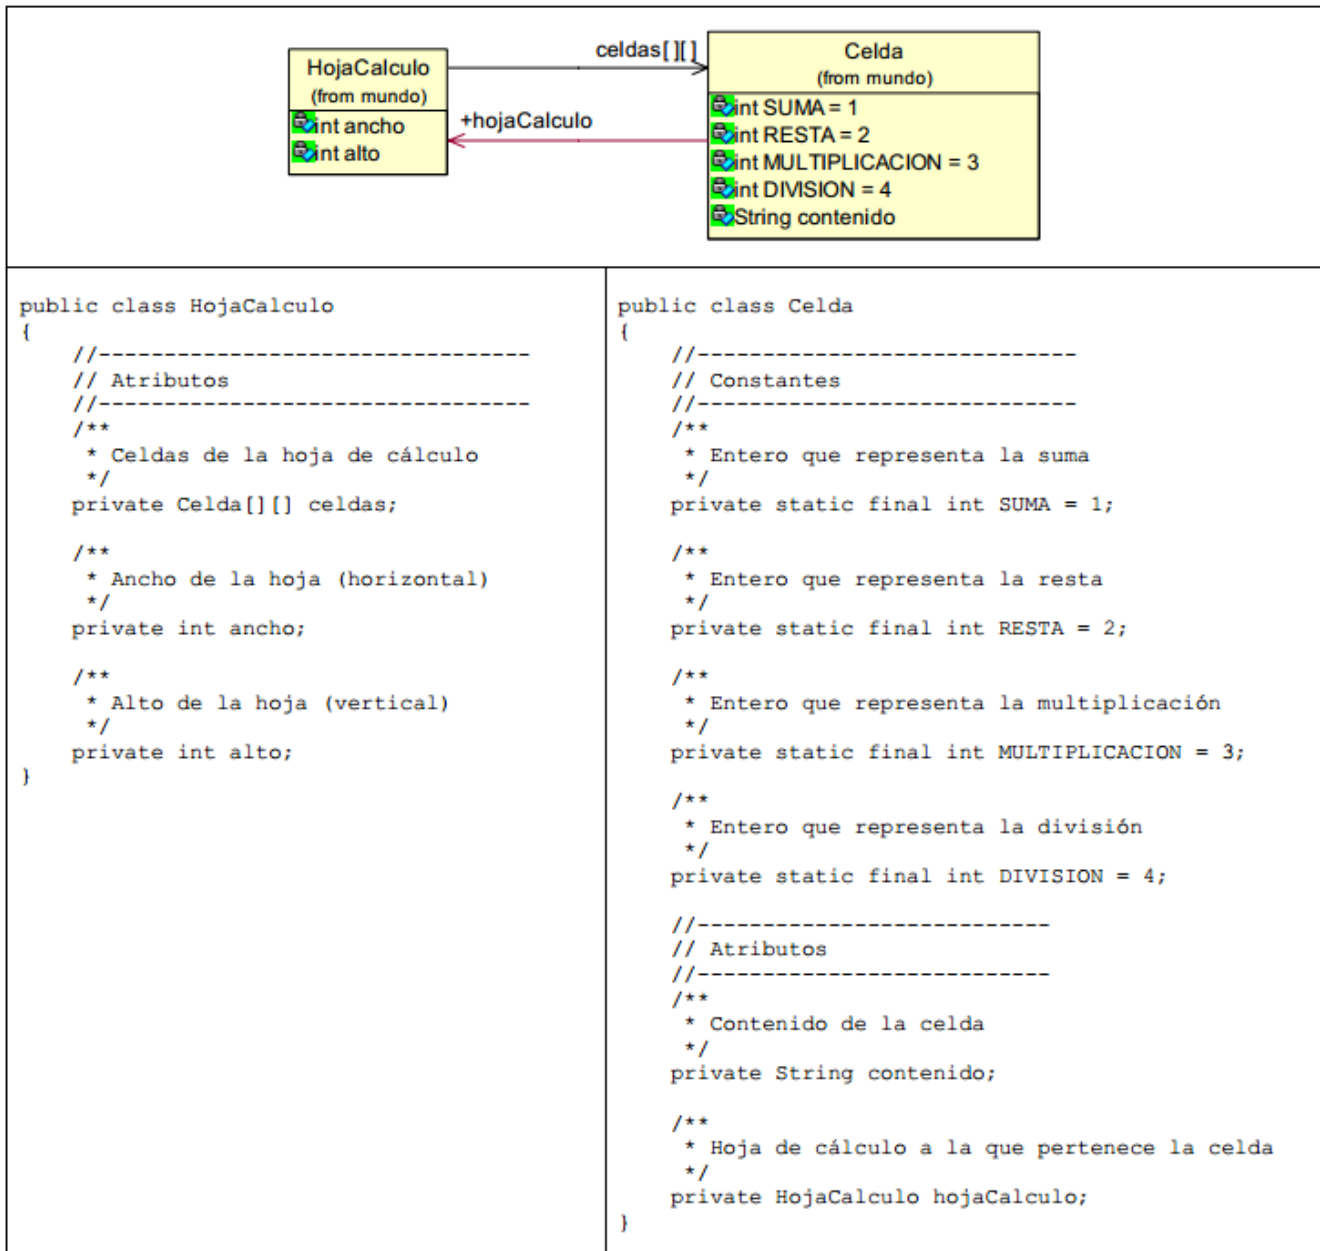 HojaCalculo
(from mundo)
int ancho
int alto
celdas[][]
+hojaCalculo
Celda
(from mundo)
int SUMA = 1
int RESTA = 2
int MULTIPLICACION = 3
int DIVISION = 4
String contenido
public class HojaCalculo
{
//---------------------------------
// Atributos
//---------------------------------
/**
* Celdas de la hoja de cálculo
*/
private Celda[][] celdas;
/**
* Ancho de la hoja (horizontal)
*/
private int ancho;
/**
* Alto de la hoja (vertical)
*/
private int alto;
}
public class Celda
{
//-----------------------------
// Constantes
//-----------------------------
/**
* Entero que representa la suma
*/
private static final int SUMA = 1;
/**
* Entero que representa la resta
*/
private static final int RESTA = 2;
/**
* Entero que representa la multiplicación
*/
private static final int MULTIPLICACION = 3;
/**
* Entero que representa la división
*/
private static final int DIVISION = 4;
//---------------------------
// Atributos
//---------------------------
/**
* Contenido de la celda
*/
private String contenido;
/**
* Hoja de cálculo a la que pertenece la celda
*/
private HojaCalculo hojaCalculo;
}